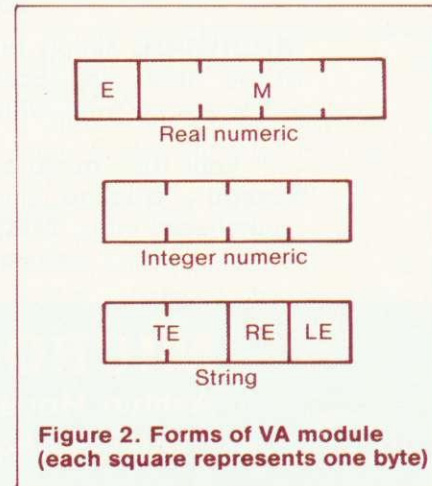 E M
Real numeric
Integer numeric
TE RE LE
String
Figure 2. Forms of VA module
(each square represents one byte)